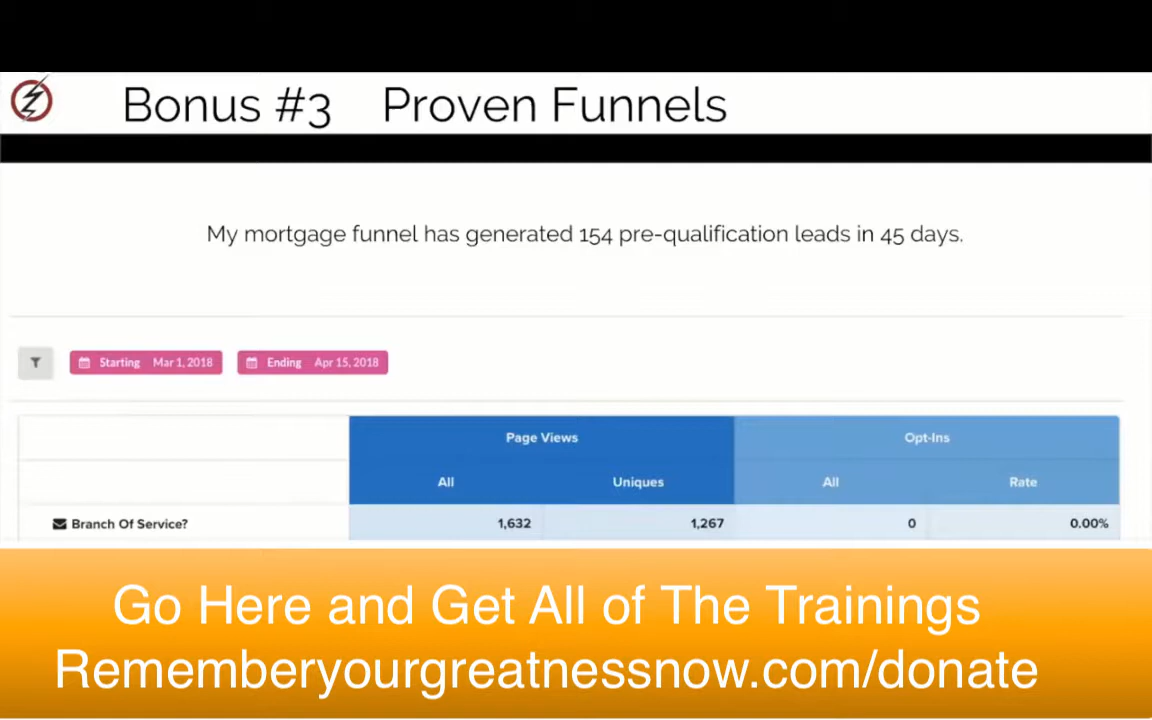 Bonus #3 Proven Funnels
My mortgage funnel has generated 154 pre-qualification leads in 45 days.
Starting Mar 1, 2018 Ending Apr 15, 2018
Page Views Opt-Ins
All Uniques All Rate
Branch Of Service? 1,632 1,267 0 0.00%
Go Here and Get All of The Trainings
Rememberyourgreatnessnow.com/donate